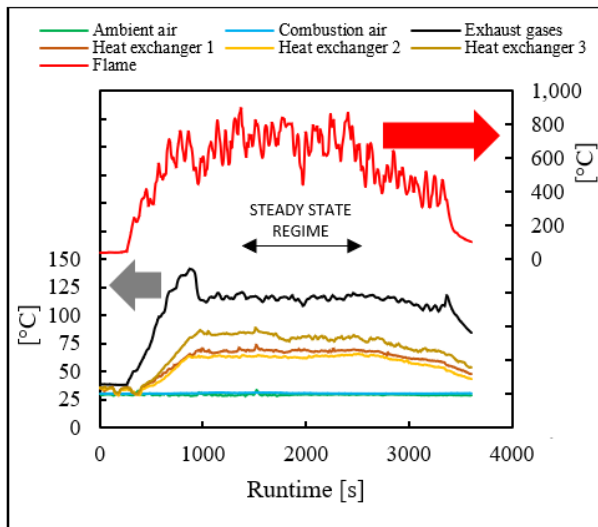 Ambient air Combustion air Exhaust gases
Heat exchanger 1 Heat exchanger 2 Heat exchanger 3
Flame
1,000
800
600
400
200
0
[°C]
STEADY STATE
REGIME
150
125
100
75
50
25
0
[°C]
0 1000 2000 3000 4000
Runtime [s]